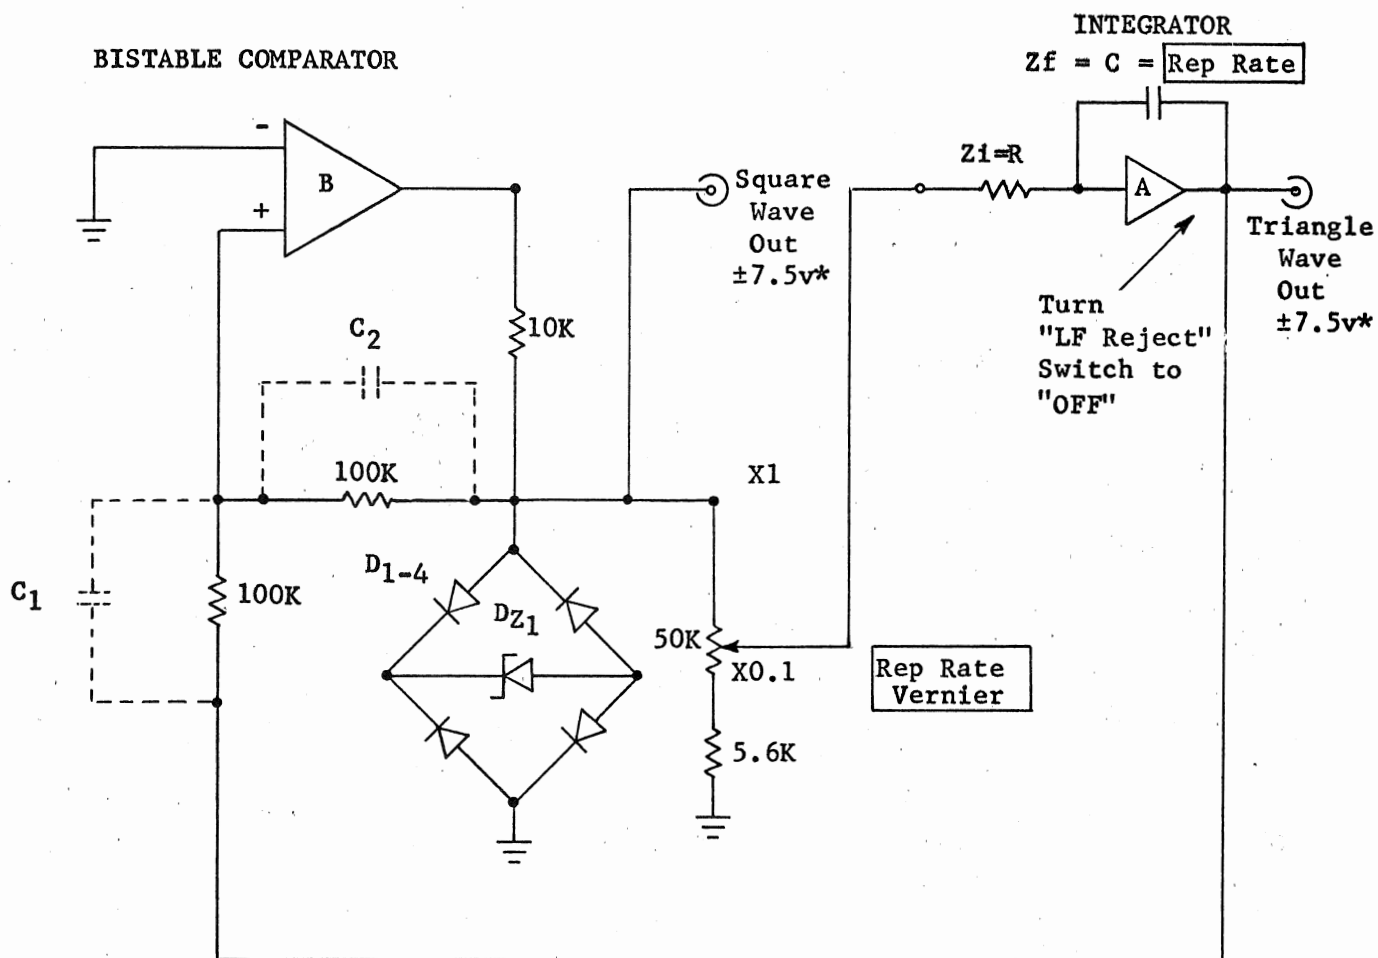 BISTABLE COMPARATOR
INTEGRATOR
Zf = C = Rep Rate
-
B
+
Square
Wave
Out
±7.5v*
Zi=R
A
Triangle
Wave
Out
±7.5v*
Turn
"LF Reject"
Switch to
"OFF"
10K
C2
100K
X1
C1
100K
D1-4
DZ1
50K
X0.1
Rep Rate
Vernier
5.6K